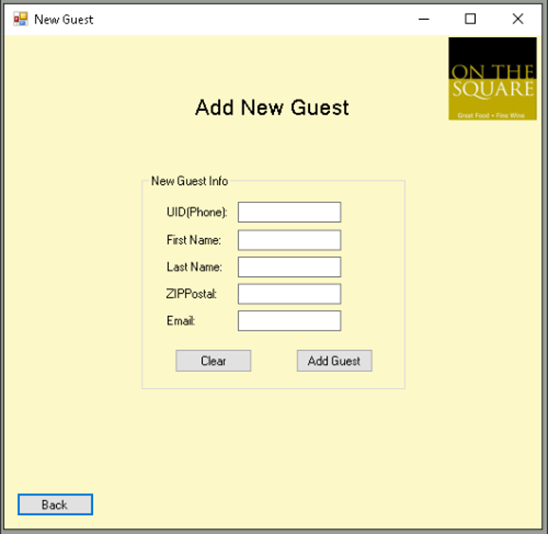 New Guest
ON THE
SQUARE
Great Food • Fine Wine
Add New Guest
New Guest Info
UID(Phone):
First Name:
Last Name:
ZIPPostal:
Email:
Clear Add Guest
Back